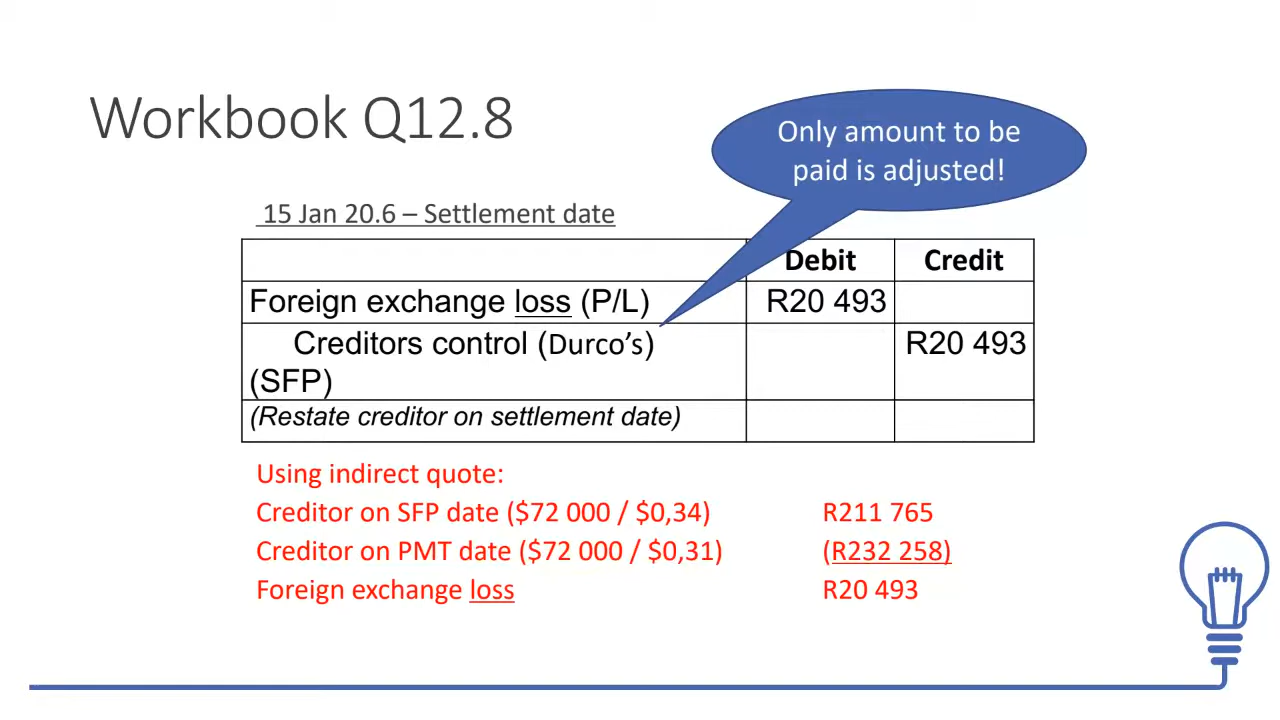 Workbook Q12.8
Only amount to be
paid is adjusted!
15 Jan 20.6 – Settlement date
Debit Credit
Foreign exchange loss (P/L) R20 493
Creditors control (Durco’s) R20 493
(SFP)
(Restate creditor on settlement date)
Using indirect quote:
Creditor on SFP date ($72 000 / $0,34) R211 765
Creditor on PMT date ($72 000 / $0,31) (R232 258)
Foreign exchange loss R20 493